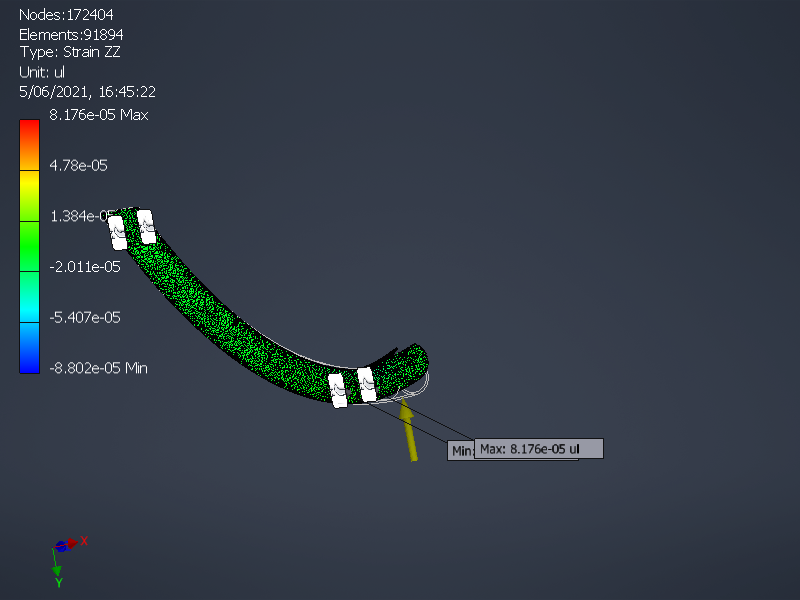 Nodes:172404
Elements:91894
Type: Strain ZZ
Unit: ul
5/06/2021, 16:45:22
8.176e-05 Max
4.78e-05
1.384e-05
-2.011e-05
-5.407e-05
-8.802e-05 Min
Min:
Max: 8.176e-05 ul
X
Y